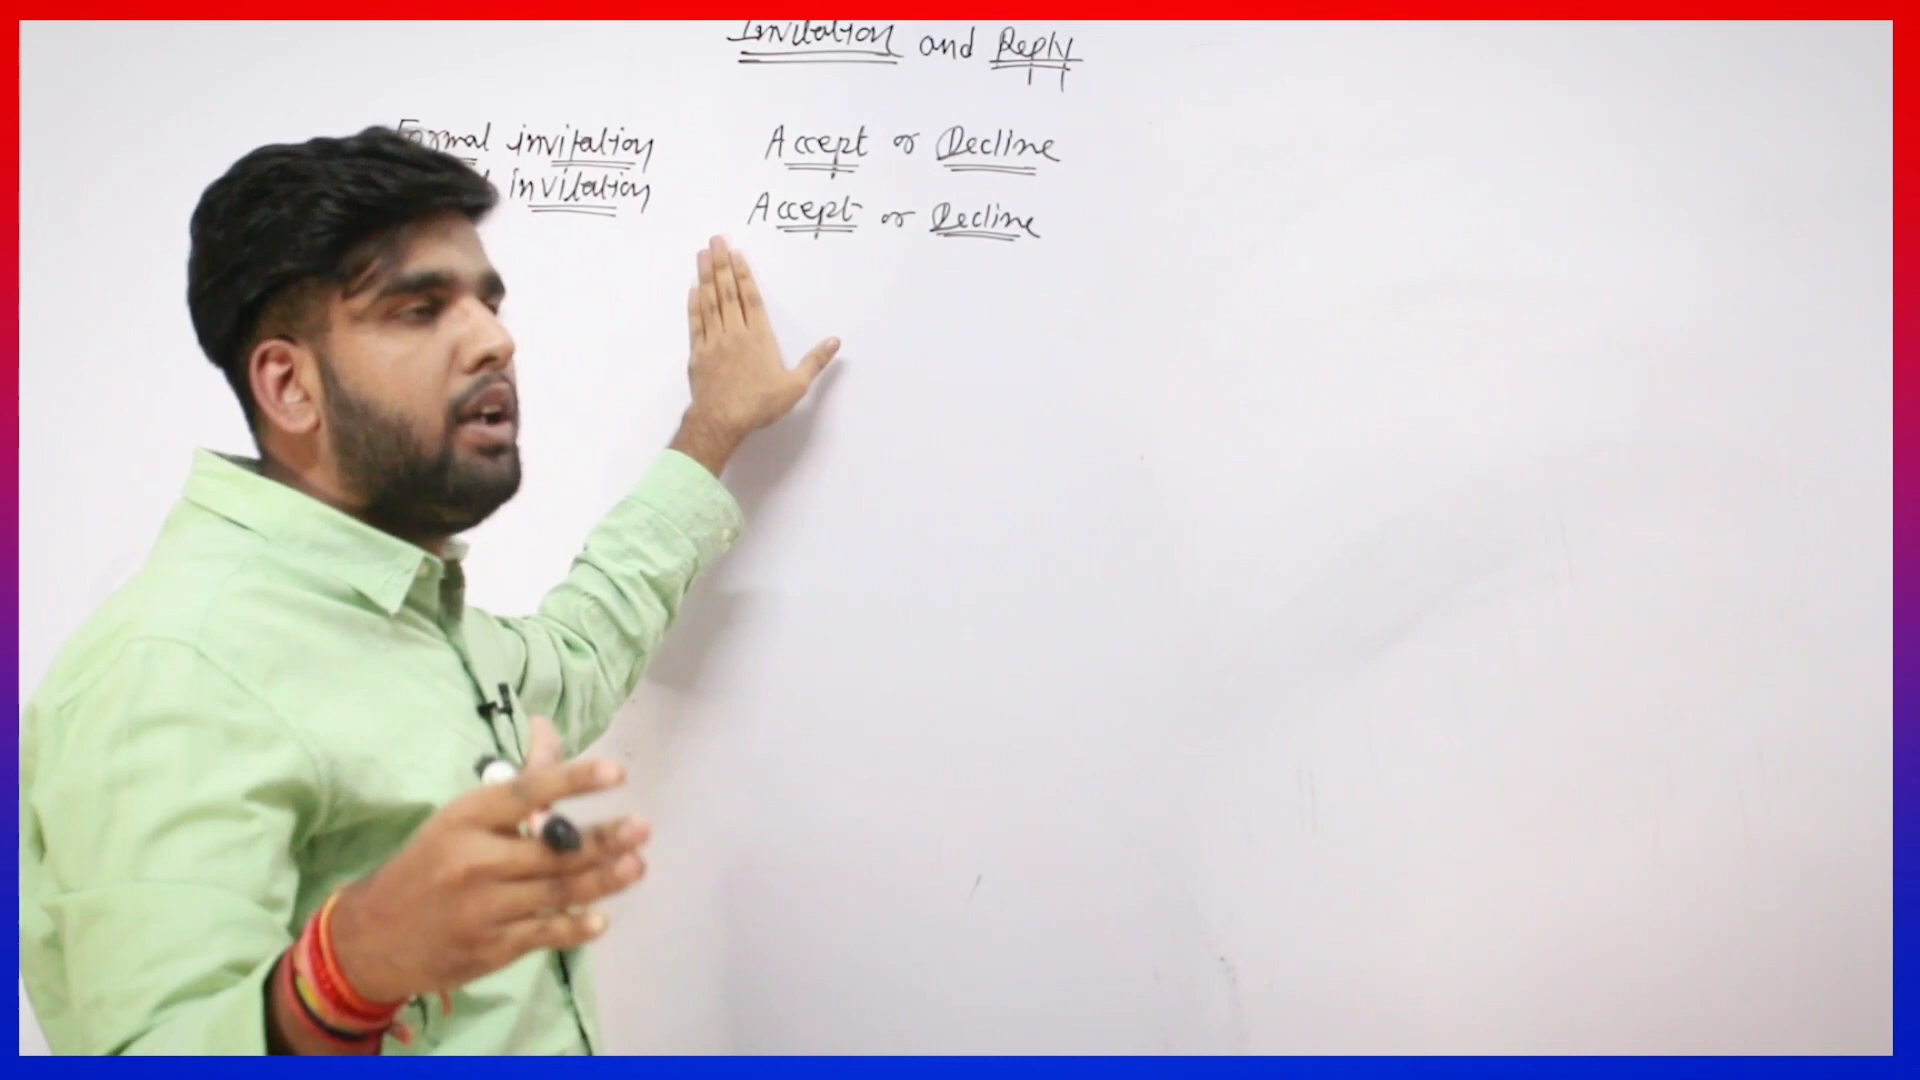 Invitation and Reply
Formal invitation Accept or Decline
invitation Accept or Decline